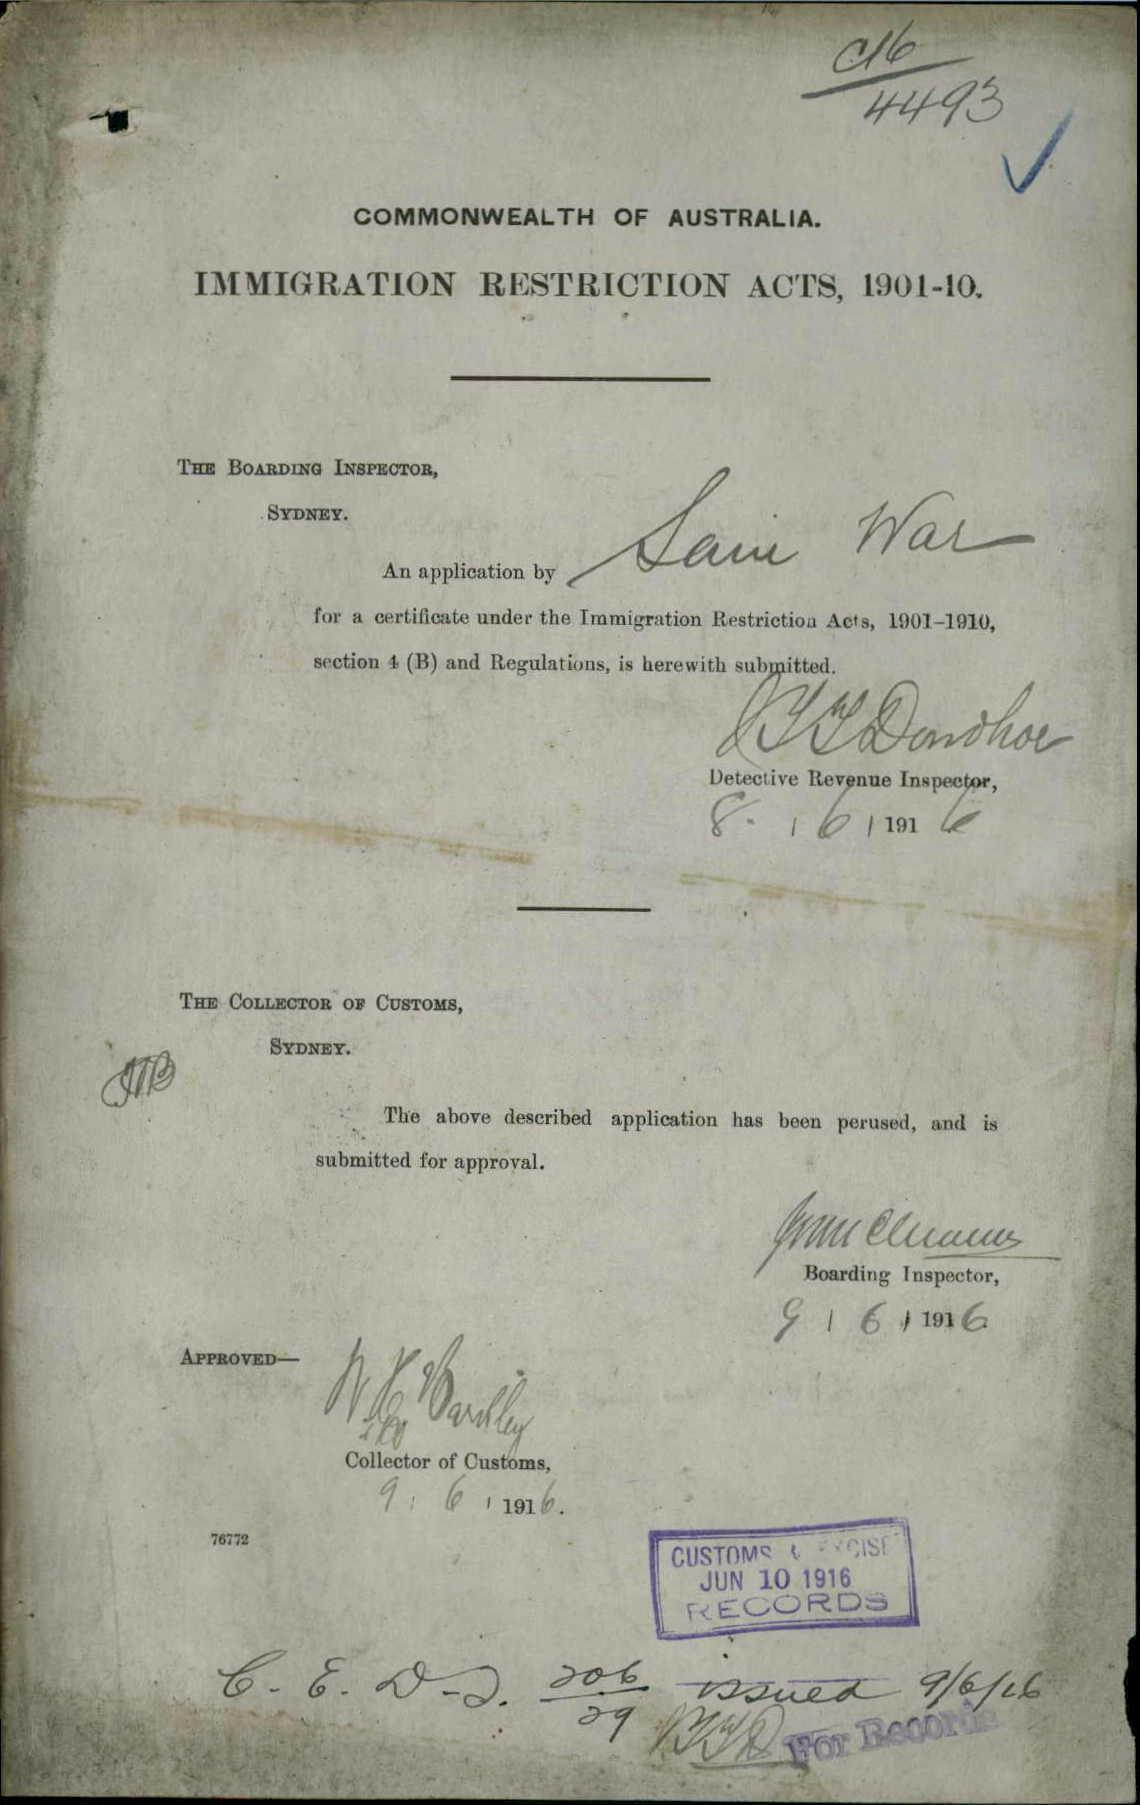 C16
4493
COMMONWEALTH OF AUSTRALIA.
IMMIGRATION RESTRICTION ACTS, 1901-10.
THE BOARDING INSPECTOR,
SYDNEY.
An application by Sam War
for a certificate under the Immigration Restriction Acts, 1901–1910,
section 4 (B) and Regulations, is herewith submitted.
Donohoe
Detective Revenue Inspector,
8. 6 1916
THE COLLECTOR OF CUSTOMS,
SYDNEY.
The above described application has been perused, and is
submitted for approval.
Boarding Inspector,
9 6 1916
APPROVED—
Collector of Customs,
9 6 1916.
76772
CUSTOMS & EXCISE
JUN 10 1916
RECORDS
C. E. D. T. 206/29 issued 9/6/16
For Records